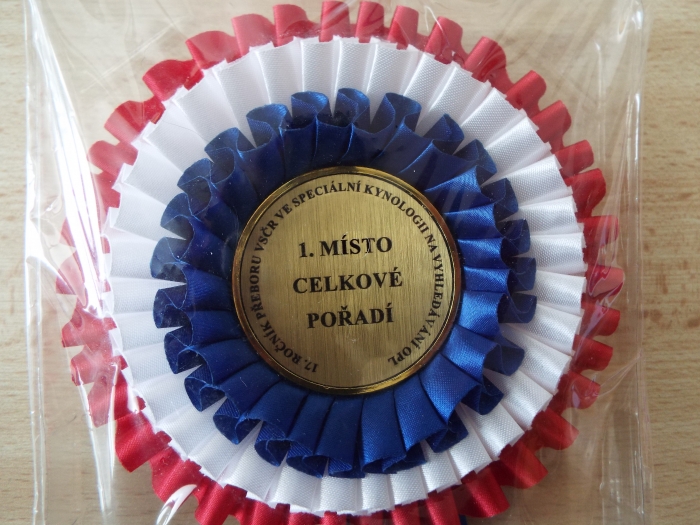 17. ROČNÍK PŘEBORU VSČR VE SPECIÁLNÍ KYNOLOGII NA VYHLEDÁVÁNÍ OPL
1. MÍSTO
CELKOVÉ
POŘADÍ